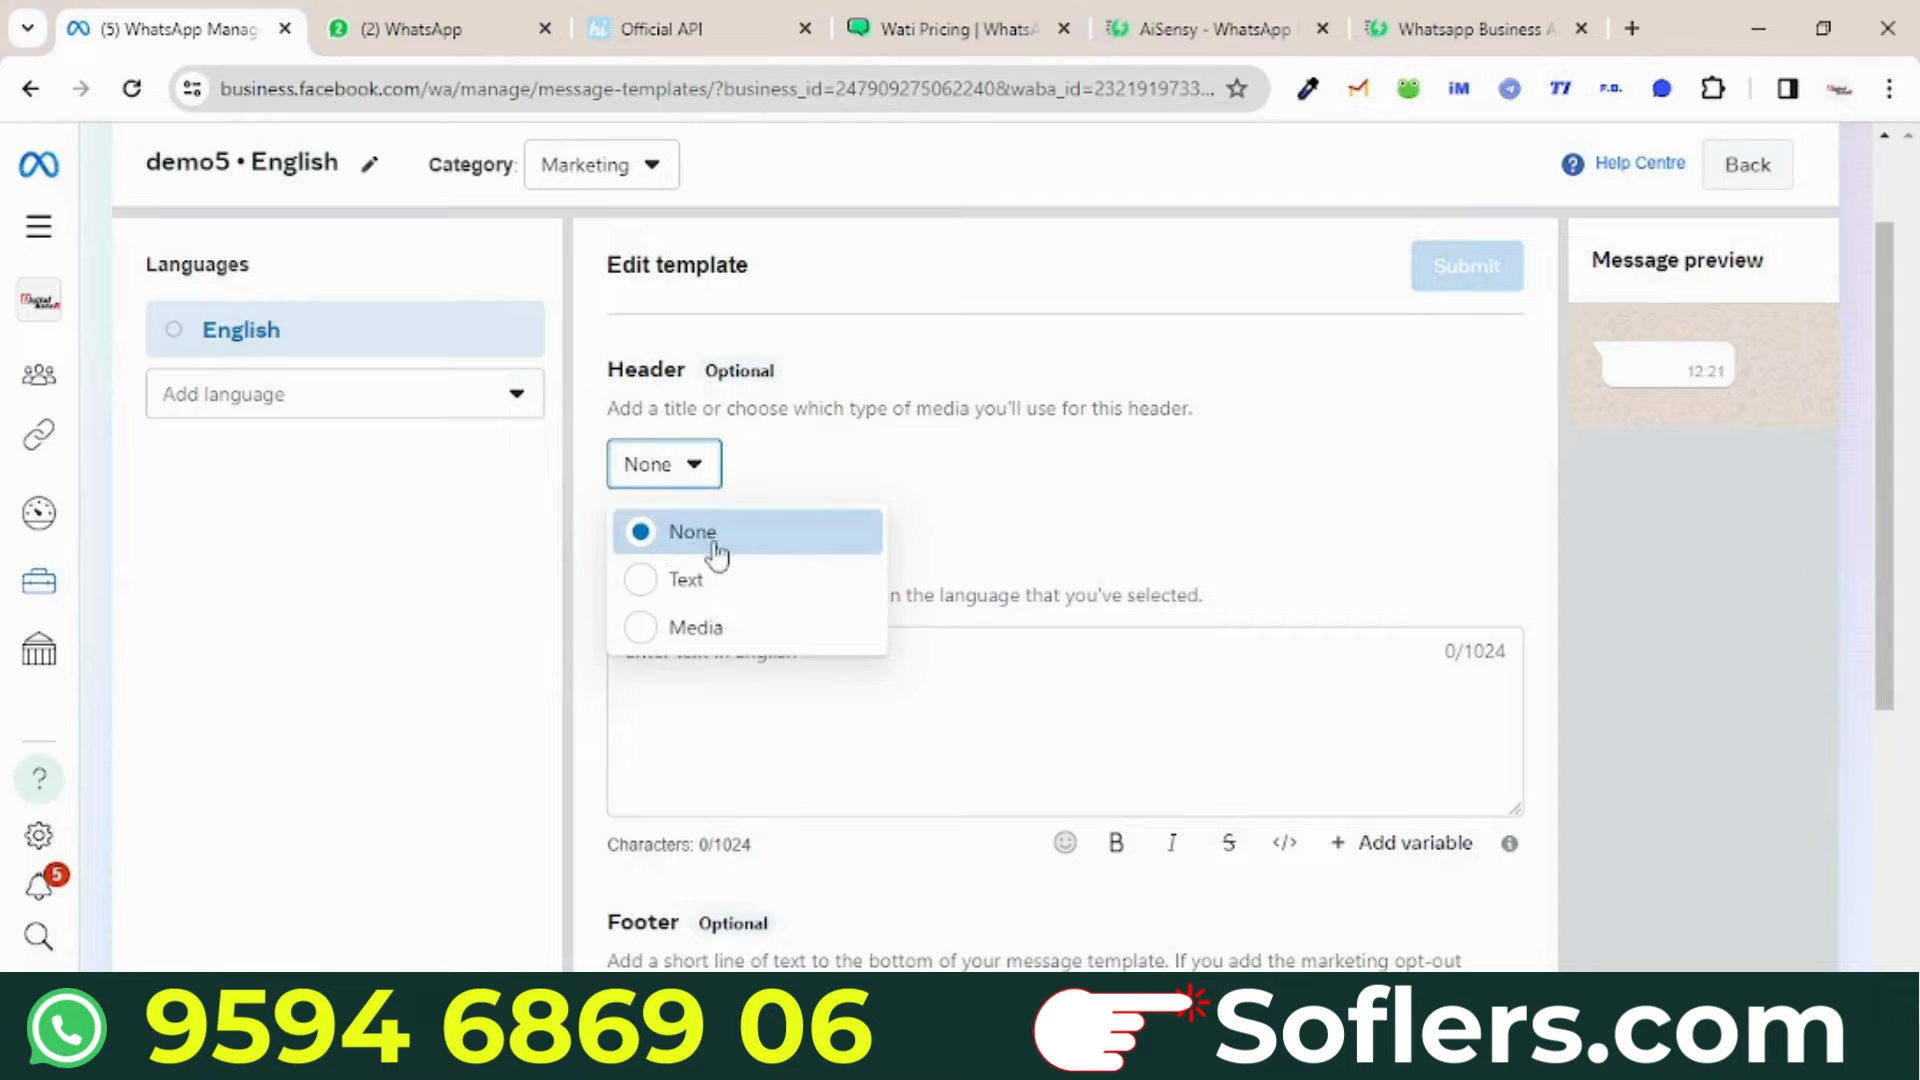 (5) WhatsApp Manag
(2) WhatsApp
Official API
Wati Pricing | WhatsA
AiSensy - WhatsApp
Whatsapp Business A
business.facebook.com/wa/manage/message-templates/?business_id=247909275062240&waba_id=2321919733...
iM
F.B.
demo5 • English
Category:
Marketing
Help Centre
Back
Languages
Edit template
Submit
Message preview
English
Add language
Header Optional
Add a title or choose which type of media you'll use for this header.
None
12:21
None
Text
Media
n the language that you've selected.
0/1024
Characters: 0/1024
B I S </> + Add variable
5
Footer Optional
Add a short line of text to the bottom of your message template. If you add the marketing opt-out
9594 6869 06
Soflers.com